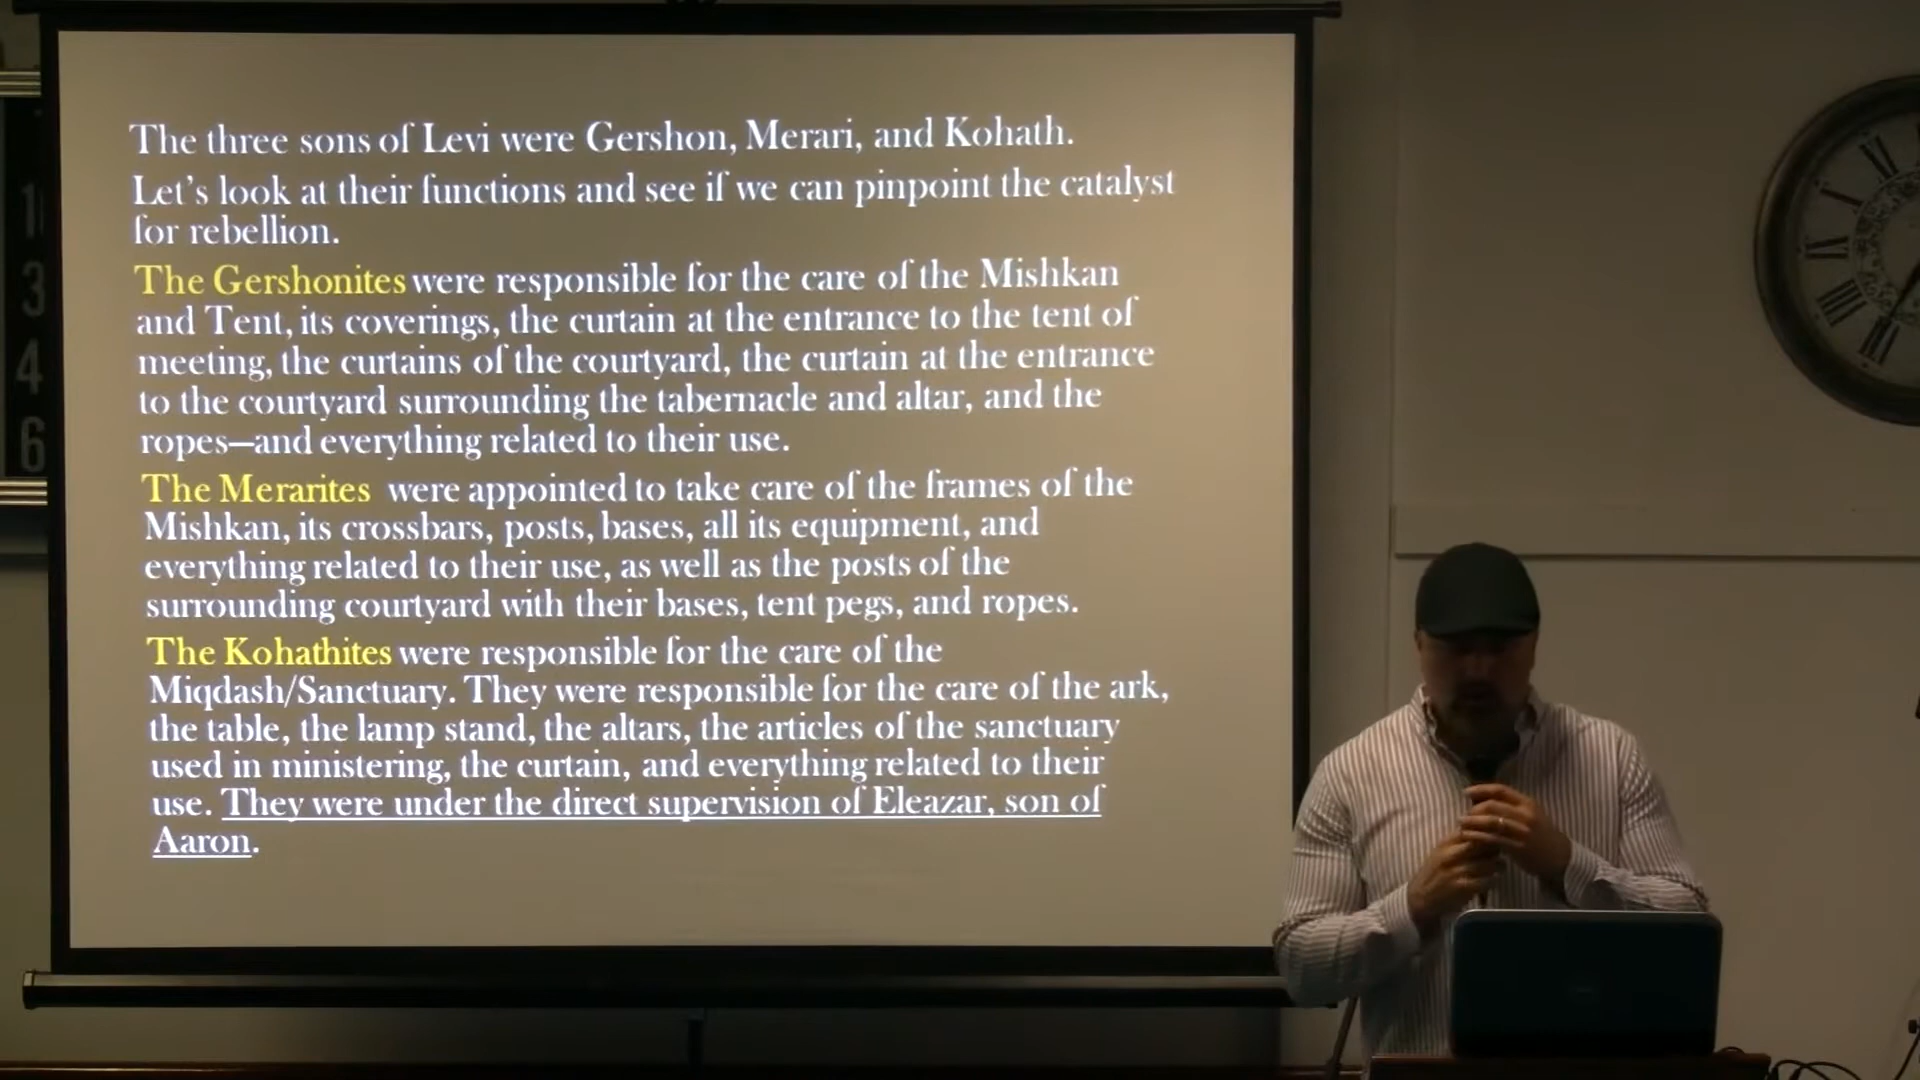 The three sons of Levi were Gershon, Merari, and Kohath.
Let's look at their functions and see if we can pinpoint the catalyst
for rebellion.
The Gershonites were responsible for the care of the Mishkan
and Tent, its coverings, the curtain at the entrance to the tent of
meeting, the curtains of the courtyard, the curtain at the entrance
to the courtyard surrounding the tabernacle and altar, and the
ropes—and everything related to their use.
The Merarites were appointed to take care of the frames of the
Mishkan, its crossbars, posts, bases, all its equipment, and
everything related to their use, as well as the posts of the
surrounding courtyard with their bases, tent pegs, and ropes.
The Kohathites were responsible for the care of the
Miqdash/Sanctuary. They were responsible for the care of the ark,
the table, the lamp stand, the altars, the articles of the sanctuary
used in ministering, the curtain, and everything related to their
use. They were under the direct supervision of Eleazar, son of
Aaron.
1
3
4
6